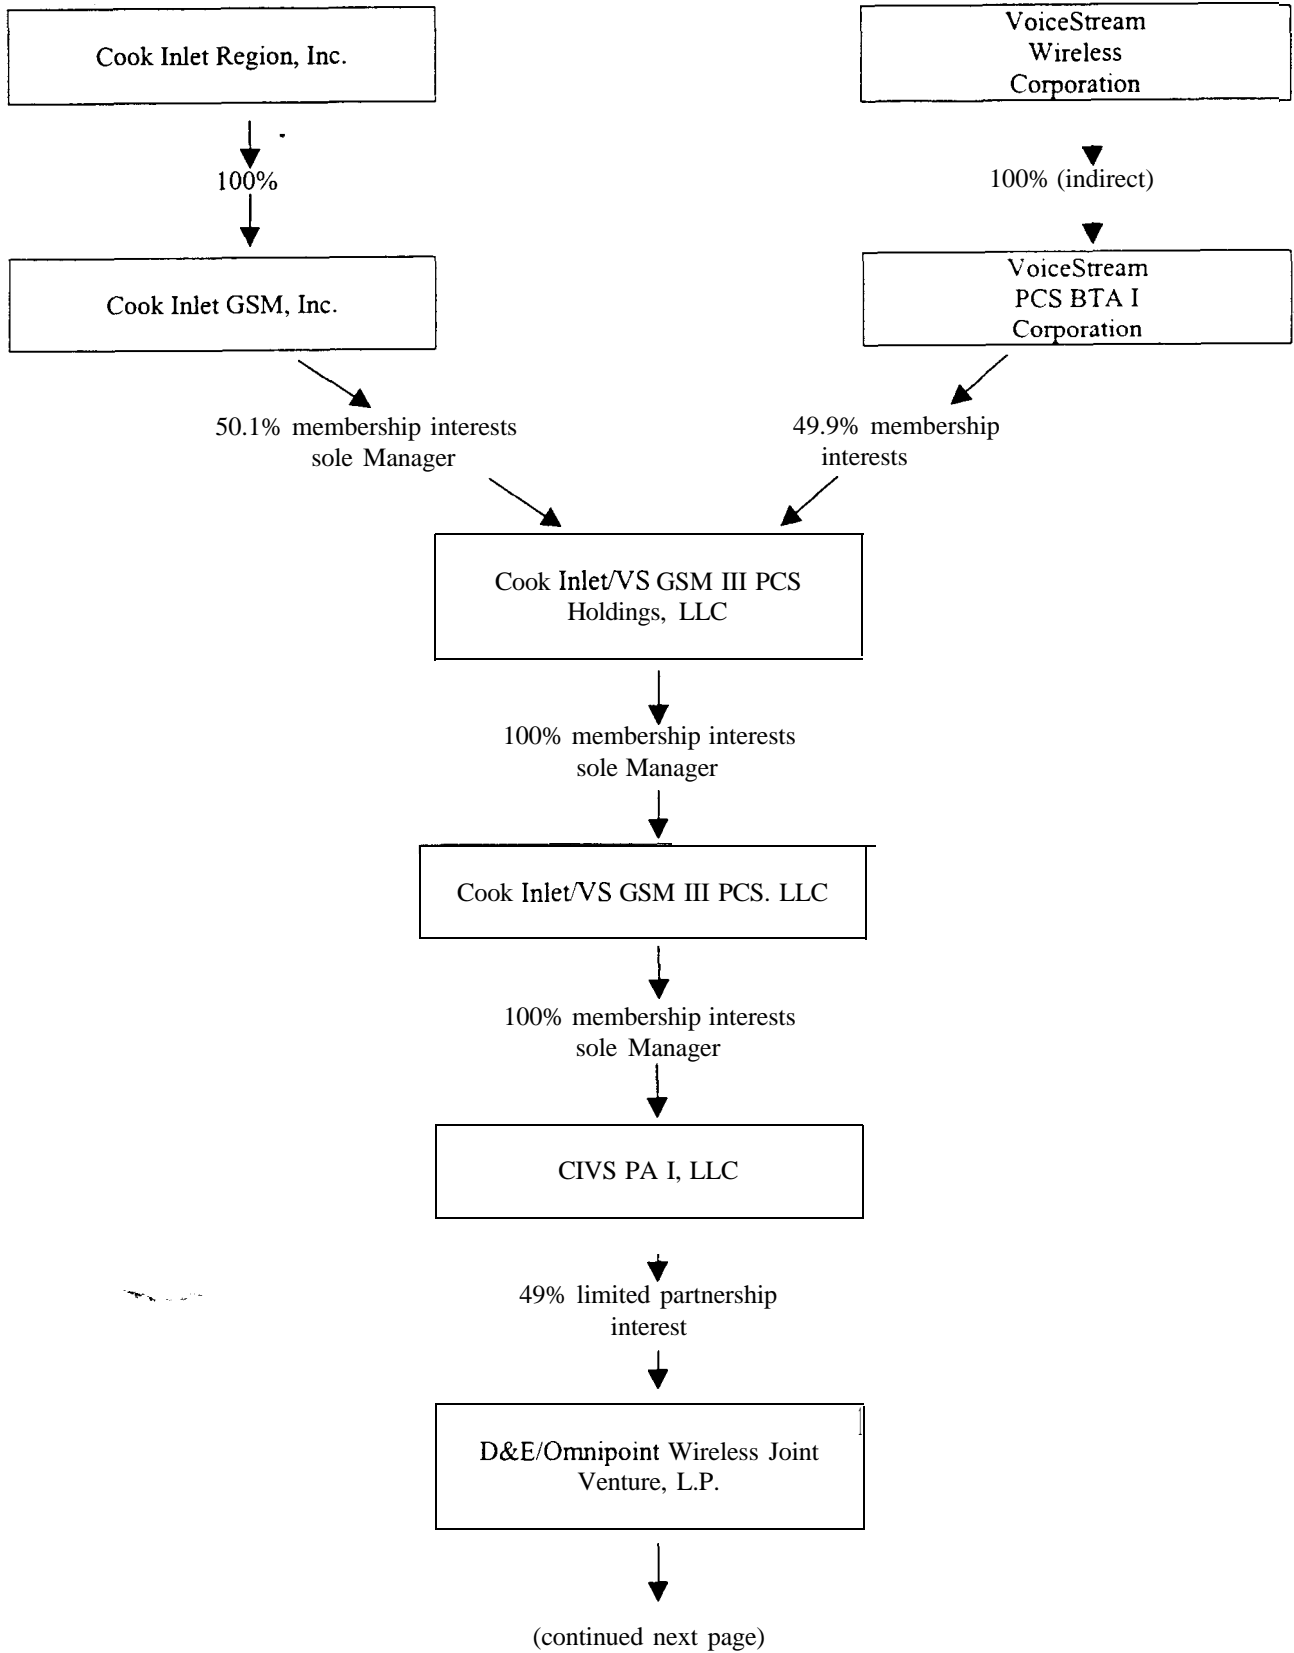 Cook Inlet Region, Inc.
VoiceStream
Wireless
Corporation
100%
100% (indirect)
Cook Inlet GSM, Inc.
VoiceStream
PCS BTA I
Corporation
50.1% membership interests
sole Manager
49.9% membership
interests
Cook Inlet/VS GSM III PCS
Holdings, LLC
100% membership interests
sole Manager
Cook Inlet/VS GSM III PCS. LLC
100% membership interests
sole Manager
CIVS PA I, LLC
49% limited partnership
interest
D&E/Omnipoint Wireless Joint
Venture, L.P.
(continued next page)